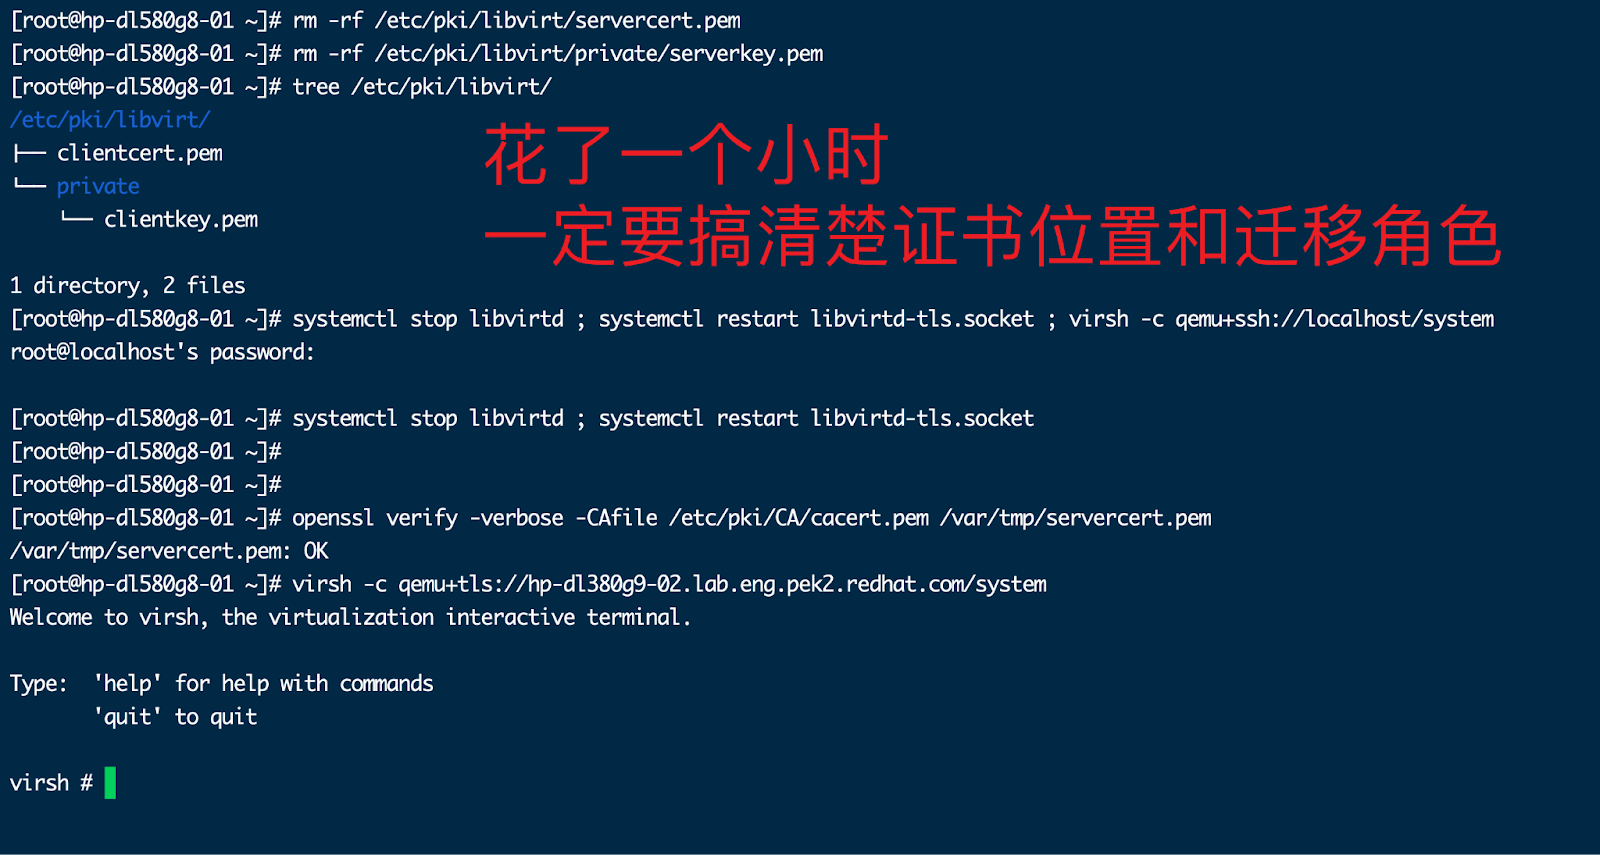 [root@hp-dl580g8-01 ~]# rm -rf /etc/pki/libvirt/servercert.pem
[root@hp-dl580g8-01 ~]# rm -rf /etc/pki/libvirt/private/serverkey.pem
[root@hp-dl580g8-01 ~]# tree /etc/pki/libvirt/
/etc/pki/libvirt/
├── clientcert.pem
└── private
    └── clientkey.pem
花了一个小时
一定要搞清楚证书位置和迁移角色
1 directory, 2 files
[root@hp-dl580g8-01 ~]# systemctl stop libvirtd ; systemctl restart libvirtd-tls.socket ; virsh -c qemu+ssh://localhost/system
root@localhost's password:
[root@hp-dl580g8-01 ~]# systemctl stop libvirtd ; systemctl restart libvirtd-tls.socket
[root@hp-dl580g8-01 ~]#
[root@hp-dl580g8-01 ~]#
[root@hp-dl580g8-01 ~]# openssl verify -verbose -CAfile /etc/pki/CA/cacert.pem /var/tmp/servercert.pem
/var/tmp/servercert.pem: OK
[root@hp-dl580g8-01 ~]# virsh -c qemu+tls://hp-dl380g9-02.lab.eng.pek2.redhat.com/system
Welcome to virsh, the virtualization interactive terminal.
Type:  'help' for help with commands
       'quit' to quit
virsh #